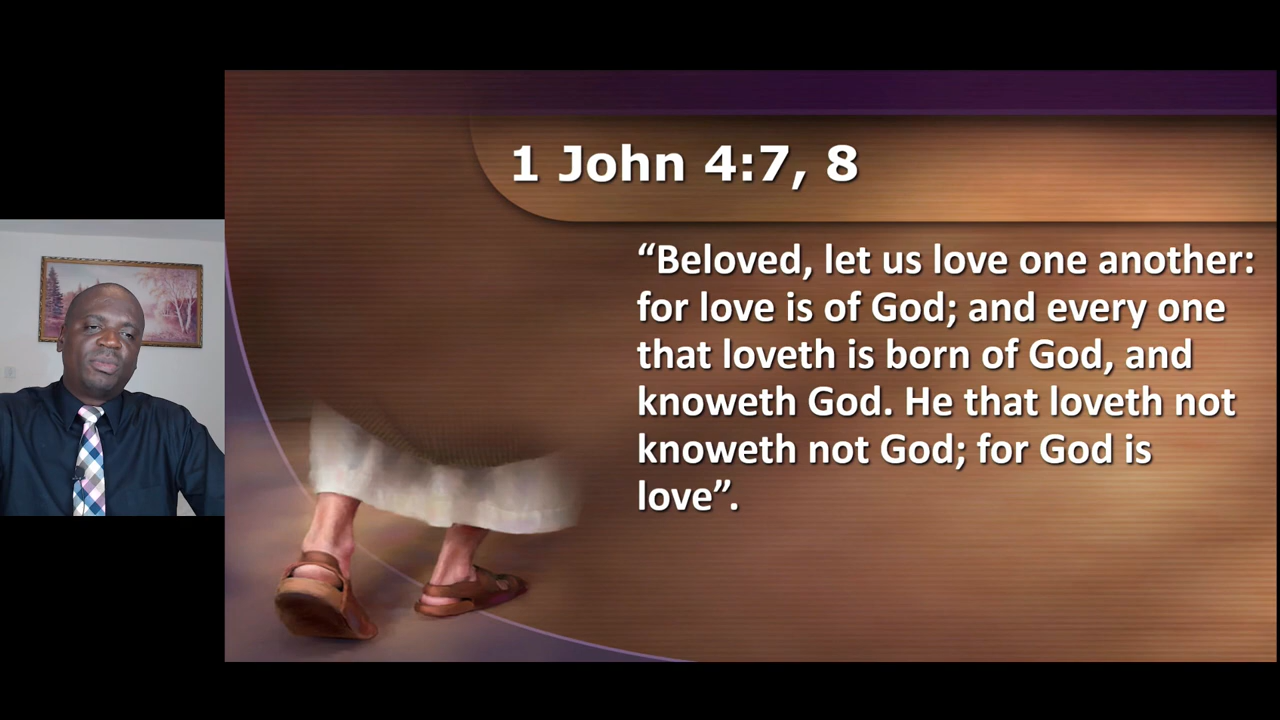 1 John 4:7, 8
“Beloved, let us love one another:
for love is of God; and every one
that loveth is born of God, and
knoweth God. He that loveth not
knoweth not God; for God is
love”.